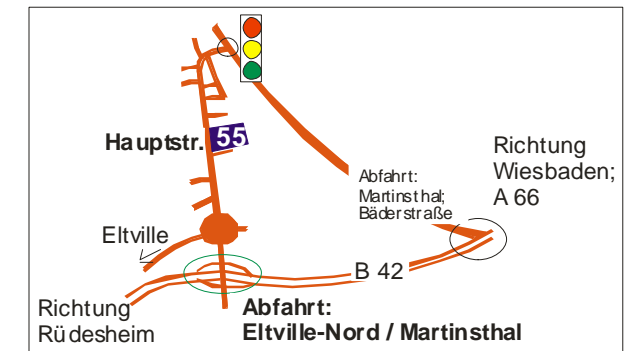 Hauptstr. 55
Richtung
Wiesbaden;
A 66
Abfahrt:
Martinsthal;
Bäderstraße
Eltville
B 42
Richtung
Rüdesheim
Abfahrt:
Eltville-Nord / Martinsthal